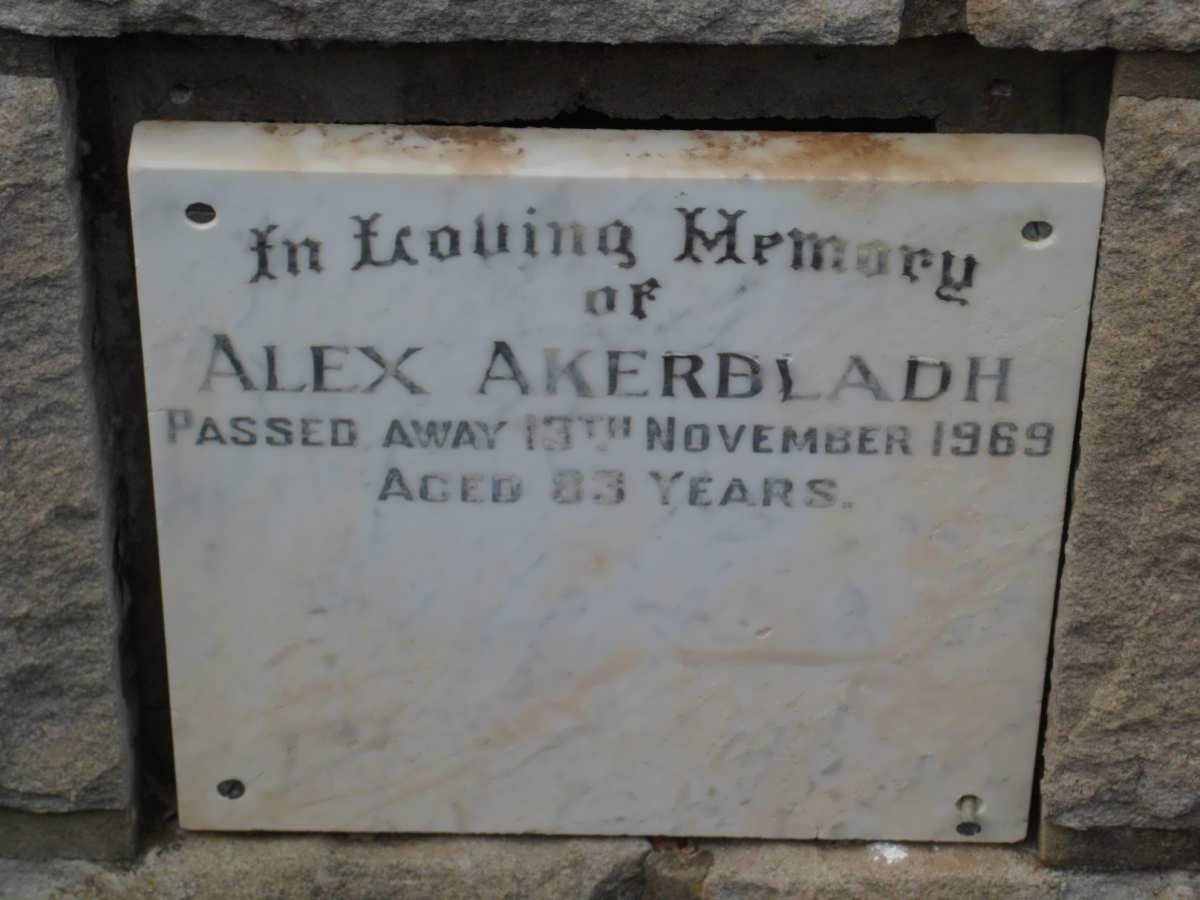 In Loving Memory
of
ALEX AKERBLADH
PASSED AWAY 13TH NOVEMBER 1969
AGED 83 YEARS.